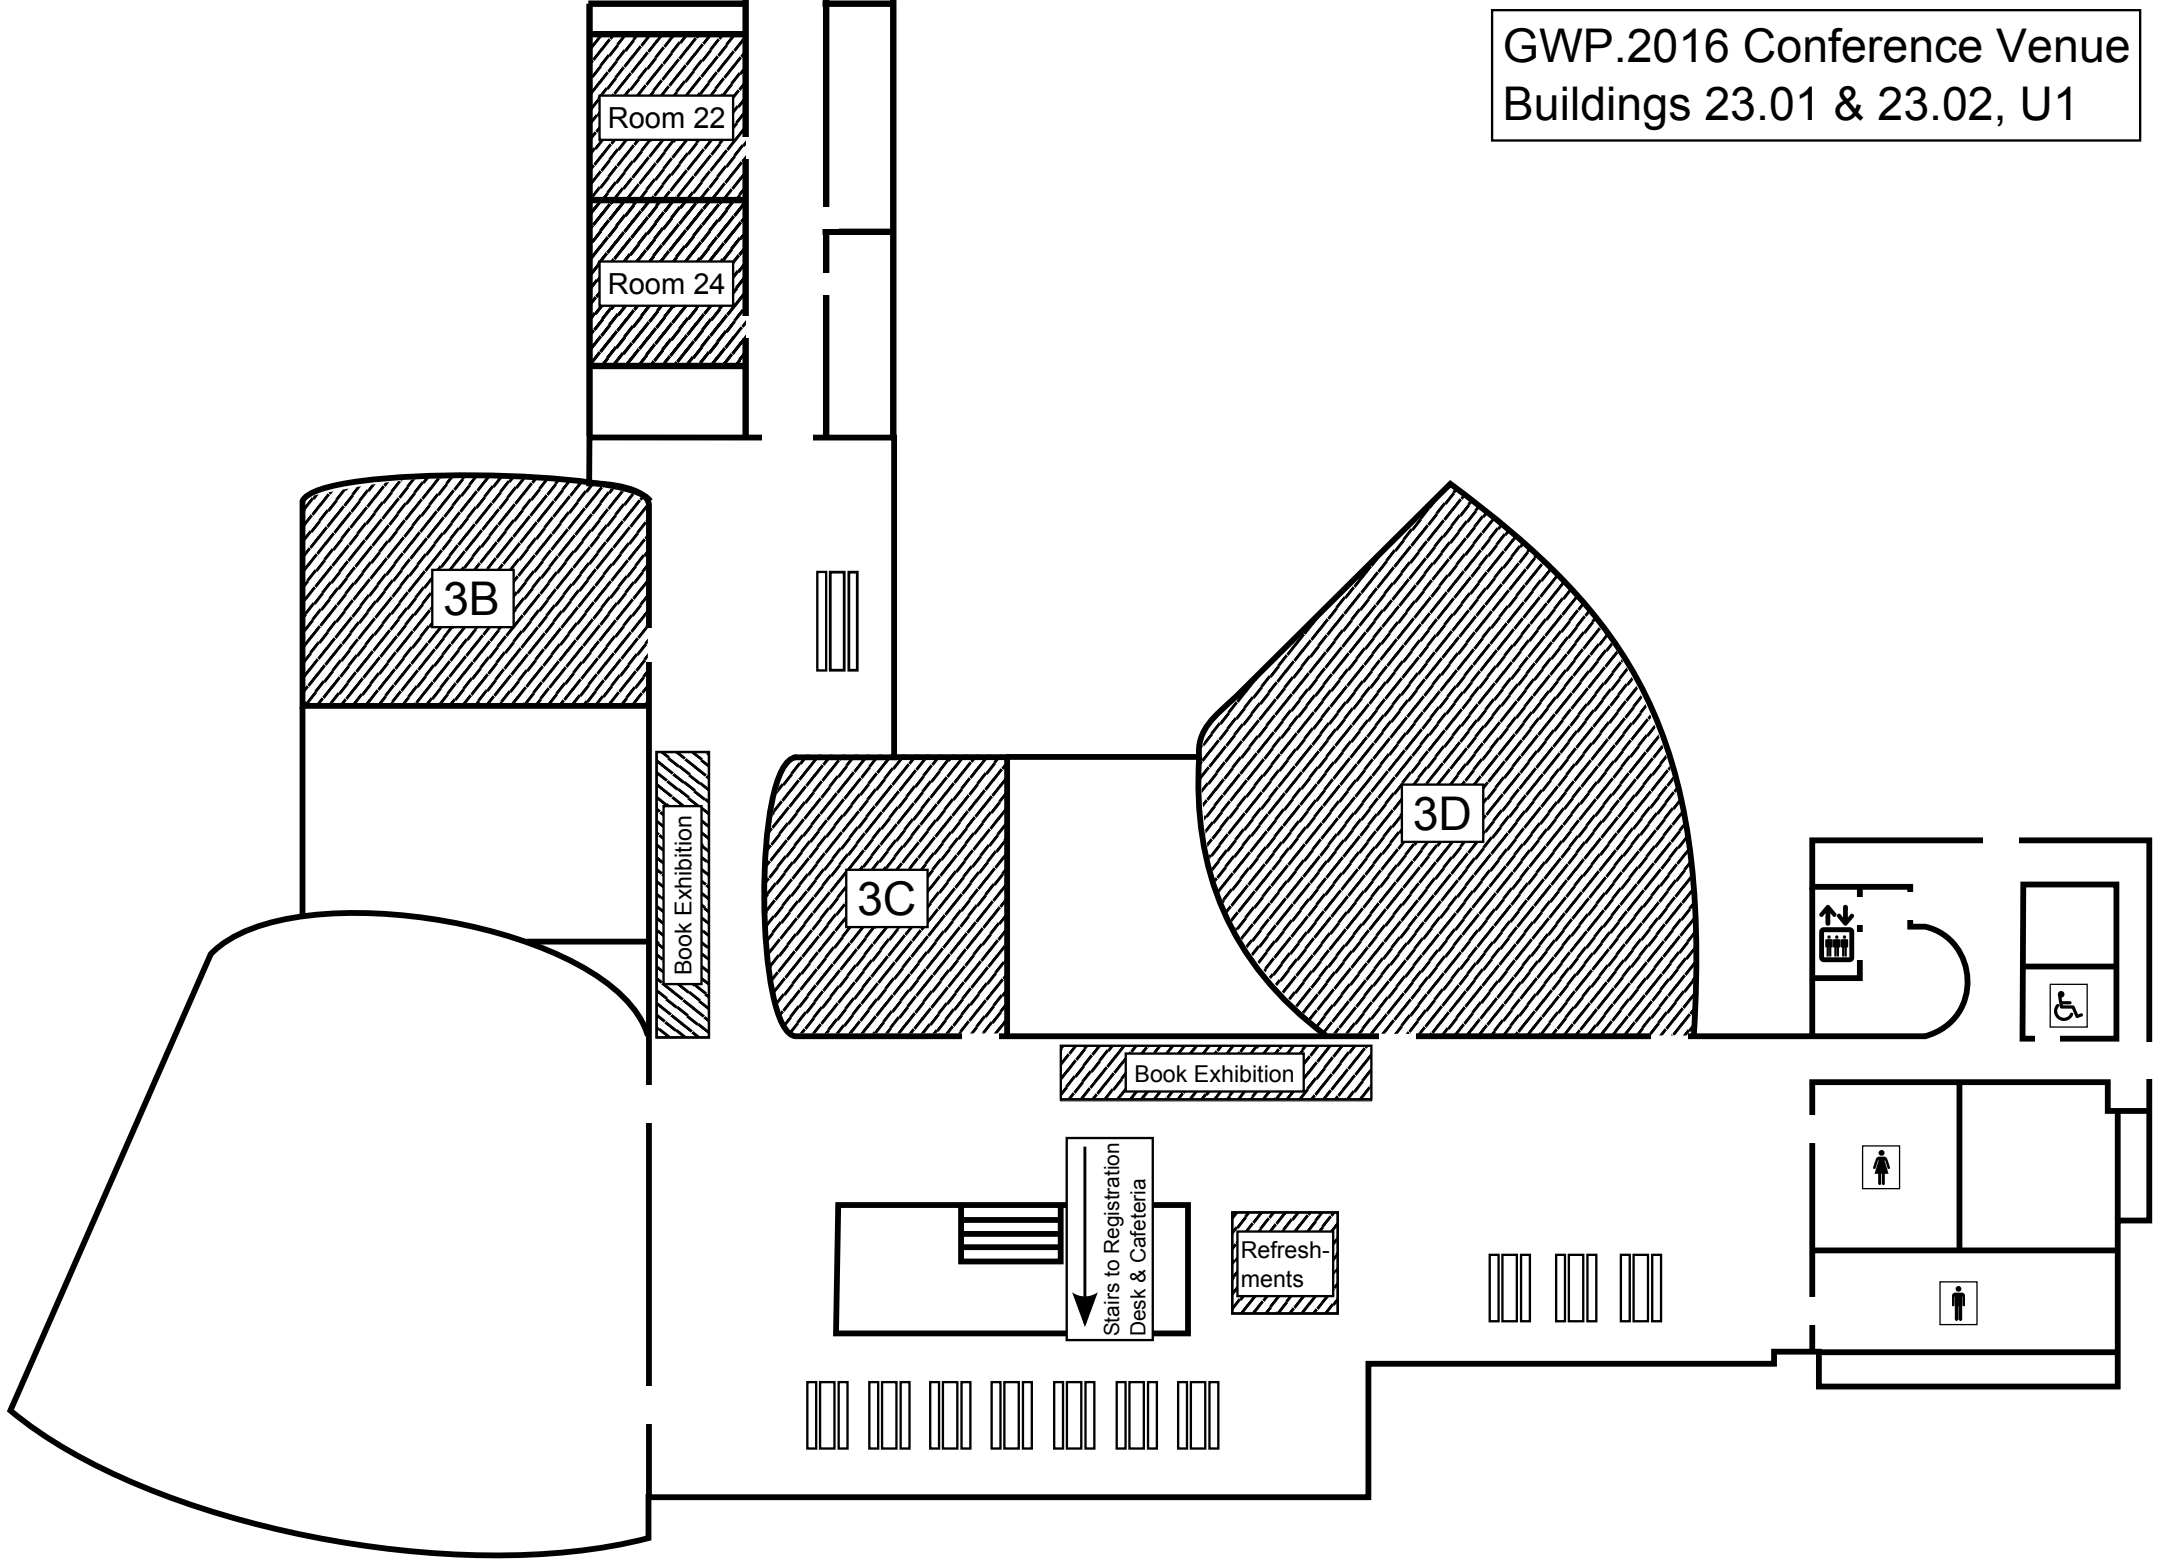 GWP.2016 Conference Venue
Buildings 23.01 & 23.02, U1
Room 22
Room 24
3B
3D
3C
Book Exhibition
Book Exhibition
Stairs to Registration
Desk & Cafeteria
Refresh-
ments